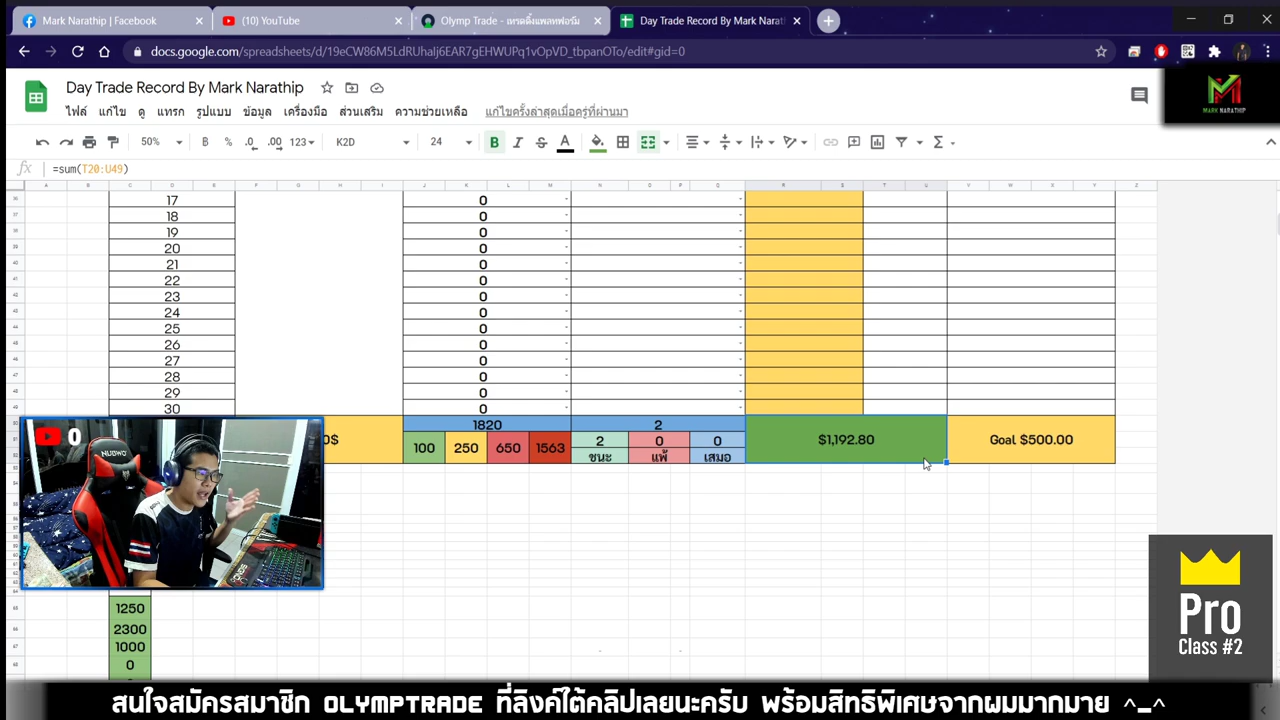 Mark Narathip | Facebook
(10) YouTube
Olymp Trade - เทรดดิ้งแพลทฟอร์ม
Day Trade Record By Mark Narat
docs.google.com/spreadsheets/d/19eCW86M5LdRUhaIj6EAR7gEHWUPq1vOpVD_tbpanOTo/edit#gid=0
Day Trade Record By Mark Narathip
ไฟล์ แก้ไข ดู แทรก รูปแบบ ข้อมูล เครื่องมือ ส่วนเสริม ความช่วยเหลือ แก้ไขครั้งล่าสุดเมื่อครู่ที่ผ่านมา
MARK NARATHIP
50% ฿ % .0 .00 123 K2D 24 B I S A
fx =sum(T20:U49)
A B C D E F G H I J K L M N O P Q R S T U V W X Y Z
17 0 - - -
18 0 - - -
19 0 - - -
20 0 - - -
21 0 - - -
22 0 - - -
23 0 - - -
24 0 - - -
25 0 - - -
26 0 - - -
27 0 - - -
28 0 - - -
29 0 - - -
30 0 - - -
1820 2
0$ 100 250 650 1563 2 0 0 $1,192.80 Goal $500.00
ชนะ แพ้ เสมอ
0
NUBWO
1250
2300
1000
0
Pro
Class #2
สนใจสมัครสมาชิก OLYMPTRADE ที่ลิงค์ใต้คลิปเลยนะครับ พร้อมสิทธิพิเศษจากผมมากมาย ^_^